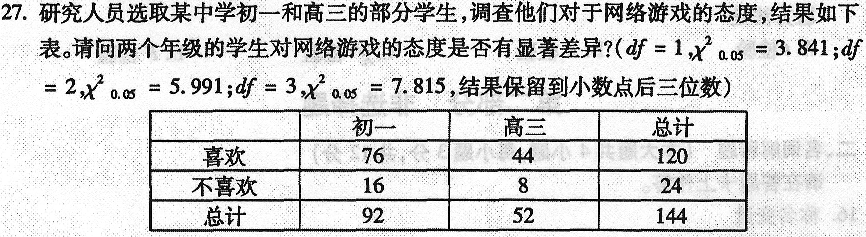 27. 研究人员选取某中学初一和高三的部分学生,调查他们对于网络游戏的态度,结果如下
表。请问两个年级的学生对网络游戏的态度是否有显著差异?(df = 1,χ² 0.05 = 3.841;df
= 2,χ² 0.05 = 5.991;df = 3,χ² 0.05 = 7.815,结果保留到小数点后三位数)
初一 高三 总计
喜欢 76 44 120
不喜欢 16 8 24
总计 92 52 144